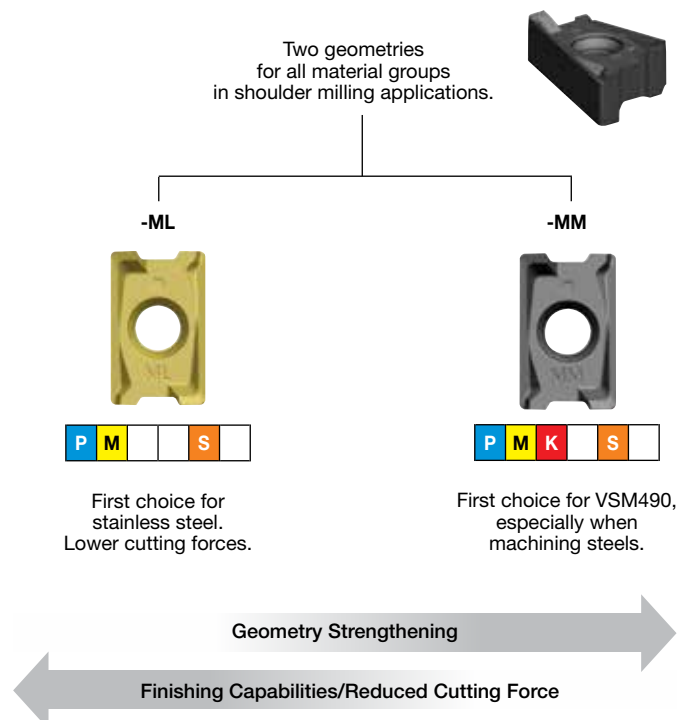 Two geometries
for all material groups
in shoulder milling applications.
-ML
-MM
ML
MM
P M S
P M K S
First choice for
stainless steel.
Lower cutting forces.
First choice for VSM490,
especially when
machining steels.
Geometry Strengthening
Finishing Capabilities/Reduced Cutting Force